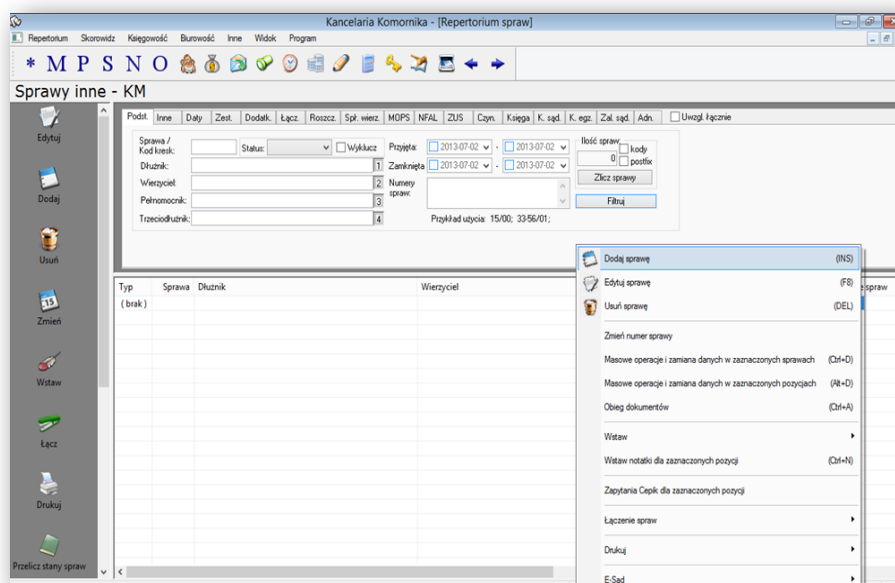 Kancelaria Komornika - [Repertorium spraw]
Repertorium Skorowidz Księgowość Biurowość Inne Widok Program
* M P S N O
Sprawy inne - KM
Edytuj
Dodaj
Usuń
Zmień
Wstaw
Łącz
Drukuj
Przelicz stany spraw
Podst. Inne Daty Zest. Dodatk. Łącz. Roszcz. Spł. wierz. MOPS NFAL ZUS Czyn. Księga K. sąd. K. egz. Zal. sąd. Adn. Uwzgl. łącznie
Sprawa / Kod kresk.: Status: Wyklucz Przyjęta: 2013-07-02 - 2013-07-02 Ilość spraw: 0 kody postfix
Dłużnik: 1 Zamknięta 2013-07-02 - 2013-07-02 Zlicz sprawy
Wierzyciel: 2 Numery spraw: Filtruj
Pełnomocnik: 3
Trzeciodłużnik: 4 Przykład użycia: 15/00; 33-56/01;
Typ Sprawa Dłużnik Wierzyciel spraw
( brak )
Dodaj sprawę (INS)
Edytuj sprawę (F8)
Usuń sprawę (DEL)
Zmień numer sprawy
Masowe operacje i zamiana danych w zaznaczonych sprawach (Ctrl+D)
Masowe operacje i zamiana danych w zaznaczonych pozycjach (Alt+D)
Obieg dokumentów (Ctrl+A)
Wstaw
Wstaw notatki dla zaznaczonych pozycji (Ctrl+N)
Zapytania Cepik dla zaznaczonych pozycji
Łączenie spraw
Drukuj
E-Sad